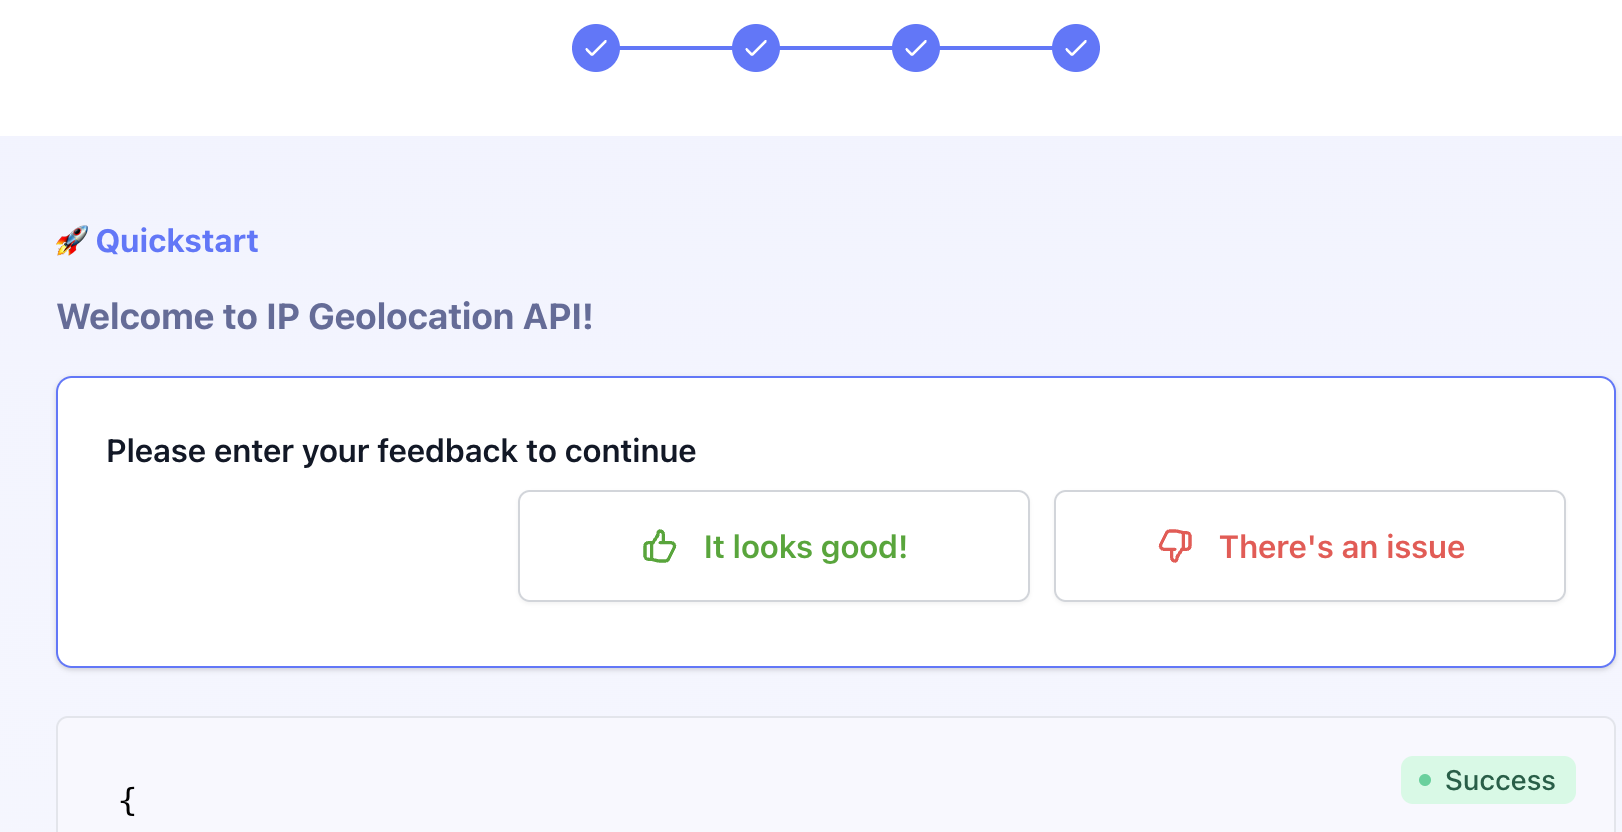 🚀 Quickstart
Welcome to IP Geolocation API!
Please enter your feedback to continue
It looks good!
There's an issue
Success
{